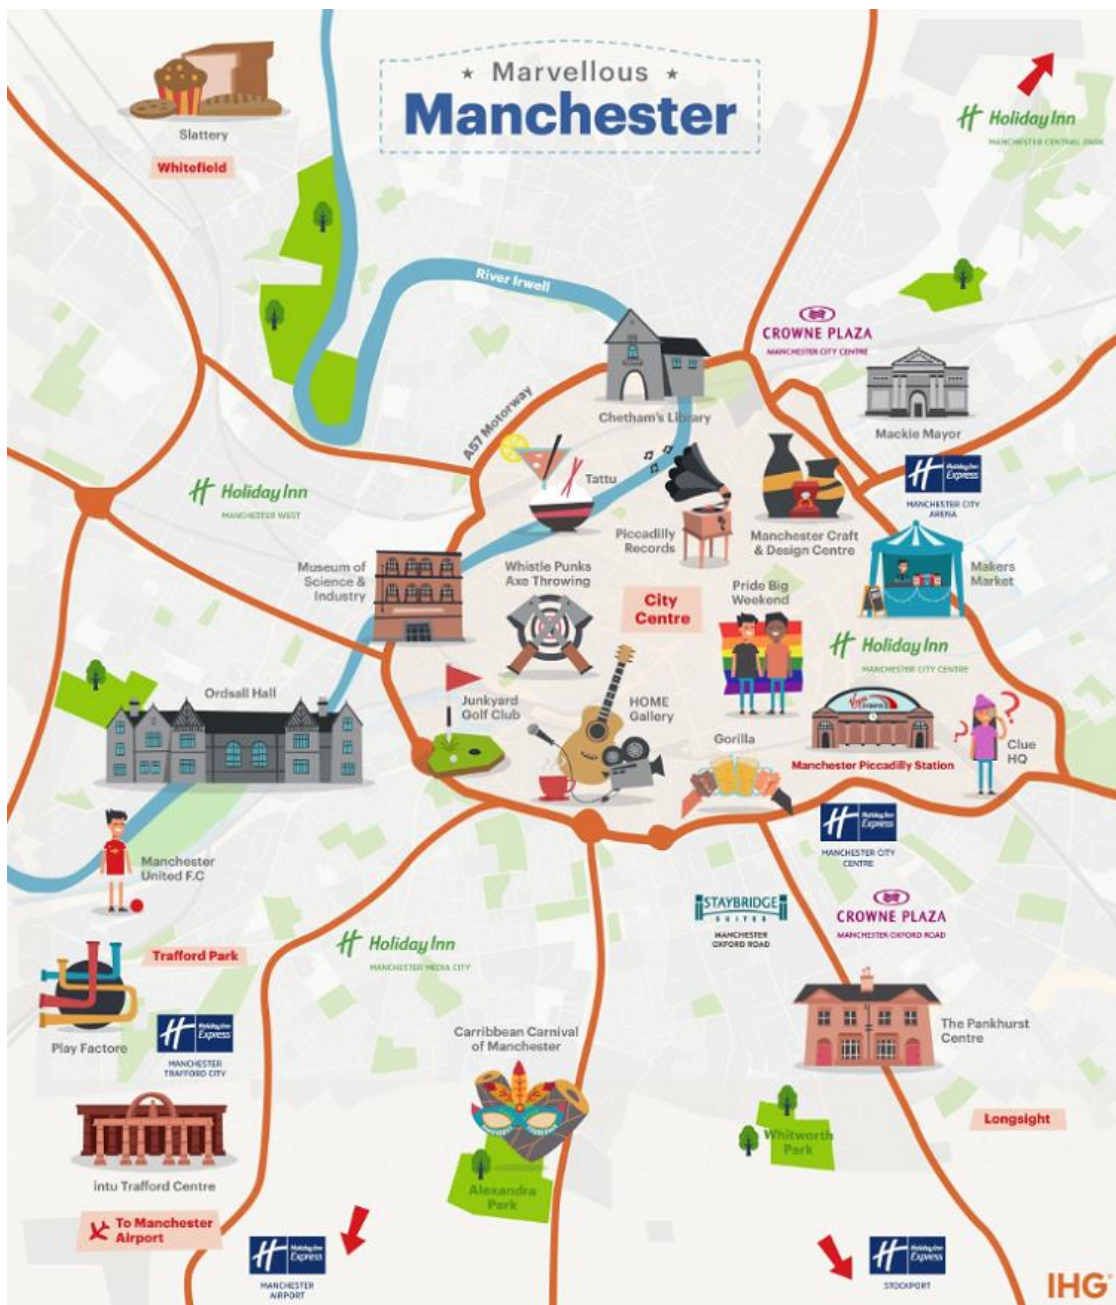 Marvellous
Manchester
Slattery
Whitefield
Holiday Inn
MANCHESTER CENTRAL PARK
River Irwell
CROWNE PLAZA
MANCHESTER CITY CENTRE
Chetham's Library
Mackie Mayor
A57 Motorway
Tattu
Holiday Inn
MANCHESTER WEST
Holiday Inn
Express
MANCHESTER CITY
ARENA
Piccadilly
Records
Manchester Craft
& Design Centre
Museum of
Science &
Industry
Whistle Punks
Axe Throwing
City
Centre
Pride Big
Weekend
Makers
Market
Holiday Inn
MANCHESTER CITY CENTRE
Ordsall Hall
Junkyard
Golf Club
HOME
Gallery
Gorilla
Manchester Piccadilly Station
Clue
HQ
Manchester
United F.C
Holiday Inn
Express
MANCHESTER CITY
CENTRE
STAYBRIDGE
SUITES
MANCHESTER
OXFORD ROAD
CROWNE PLAZA
MANCHESTER OXFORD ROAD
Trafford Park
Holiday Inn
MANCHESTER MEDIA CITY
Play Factore
Holiday Inn
Express
MANCHESTER
TRAFFORD CITY
Carribbean Carnival
of Manchester
The Pankhurst
Centre
Longsight
Whitworth
Park
intu Trafford Centre
Alexandra
Park
To Manchester
Airport
Holiday Inn
Express
MANCHESTER
AIRPORT
Holiday Inn
Express
STOCKPORT
IHG